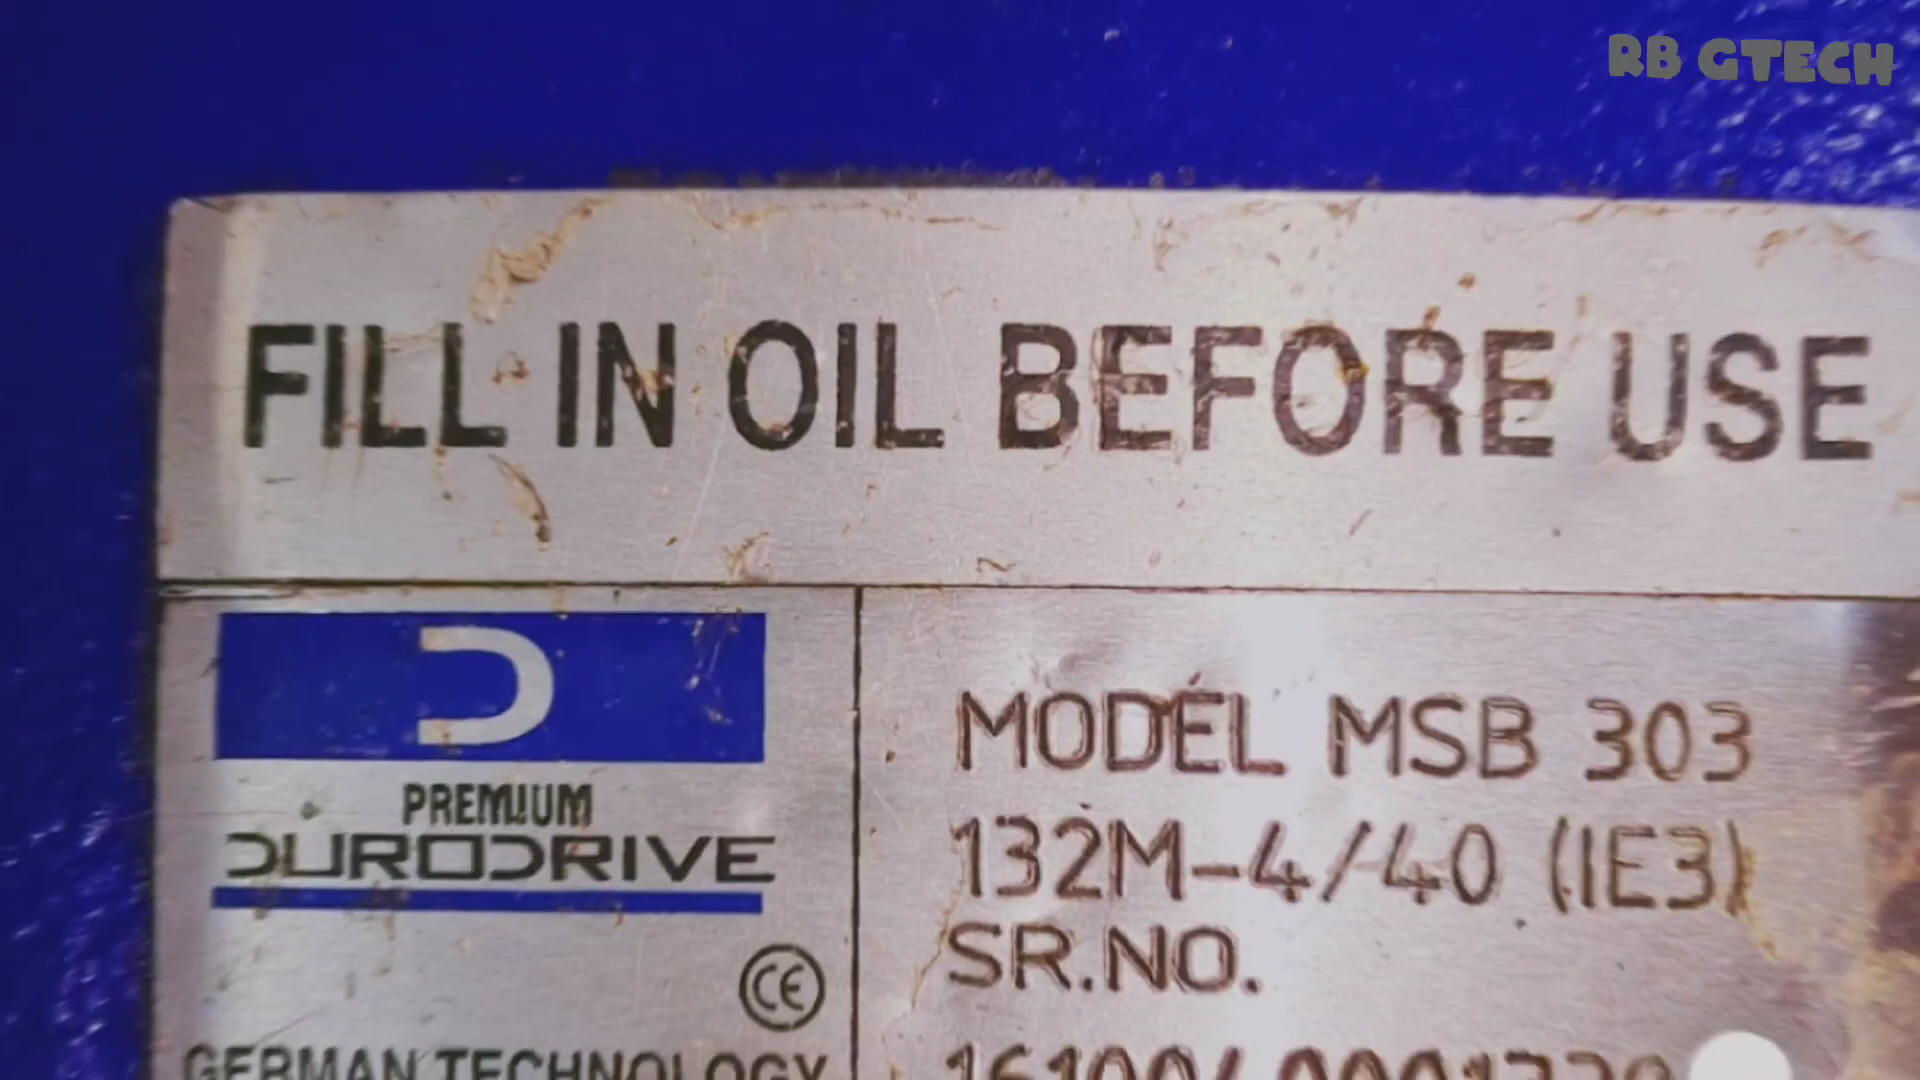 RB GTECH
FILL IN OIL BEFORE USE
PREMIUM
DURODRIVE
CE
GERMAN TECHNOLOGY
MODEL MSB 303
132M-4/40 (IE3)
SR.NO.